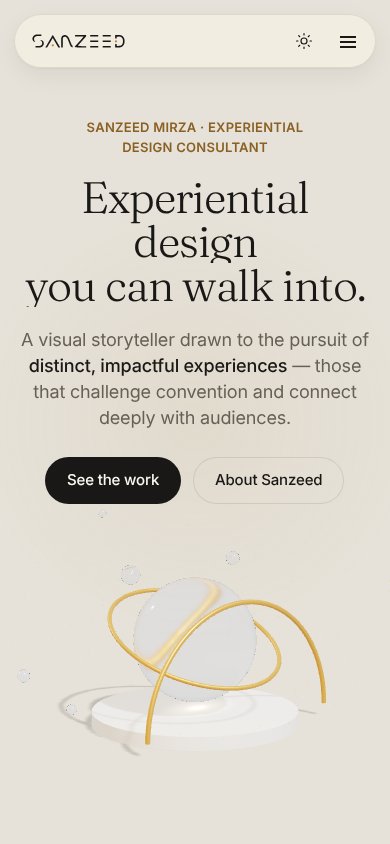 SANZEED
SANZEED MIRZA · EXPERIENTIAL
DESIGN CONSULTANT
Experiential
design
you can walk into.
A visual storyteller drawn to the pursuit of
distinct, impactful experiences — those
that challenge convention and connect
deeply with audiences.
See the work
About Sanzeed